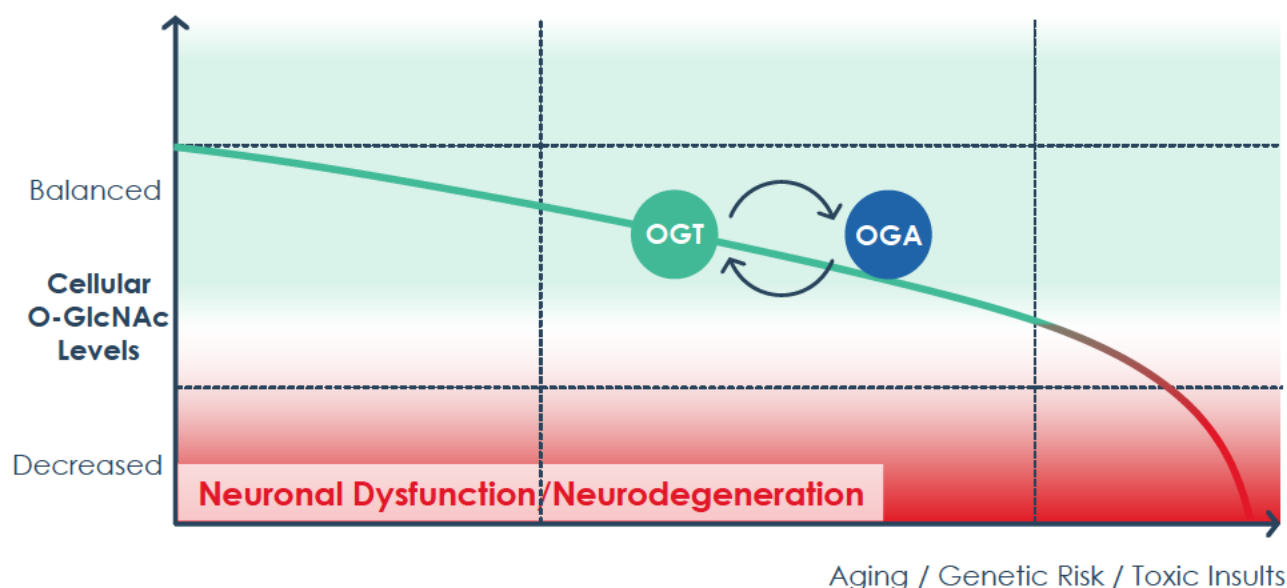 Balanced
Cellular
O-GlcNAc
Levels
Decreased
OGT
OGA
Neuronal Dysfunction/Neurodegeneration
Aging / Genetic Risk / Toxic Insults